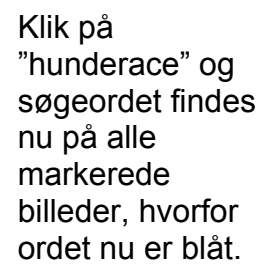 Klik på
”hunderace” og
søgeordet findes
nu på alle
markerede
billeder, hvorfor
ordet nu er blåt.